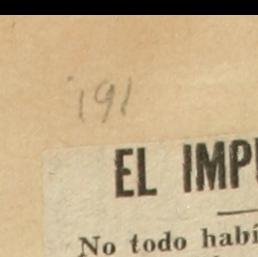 191
EL IMP
No todo habí